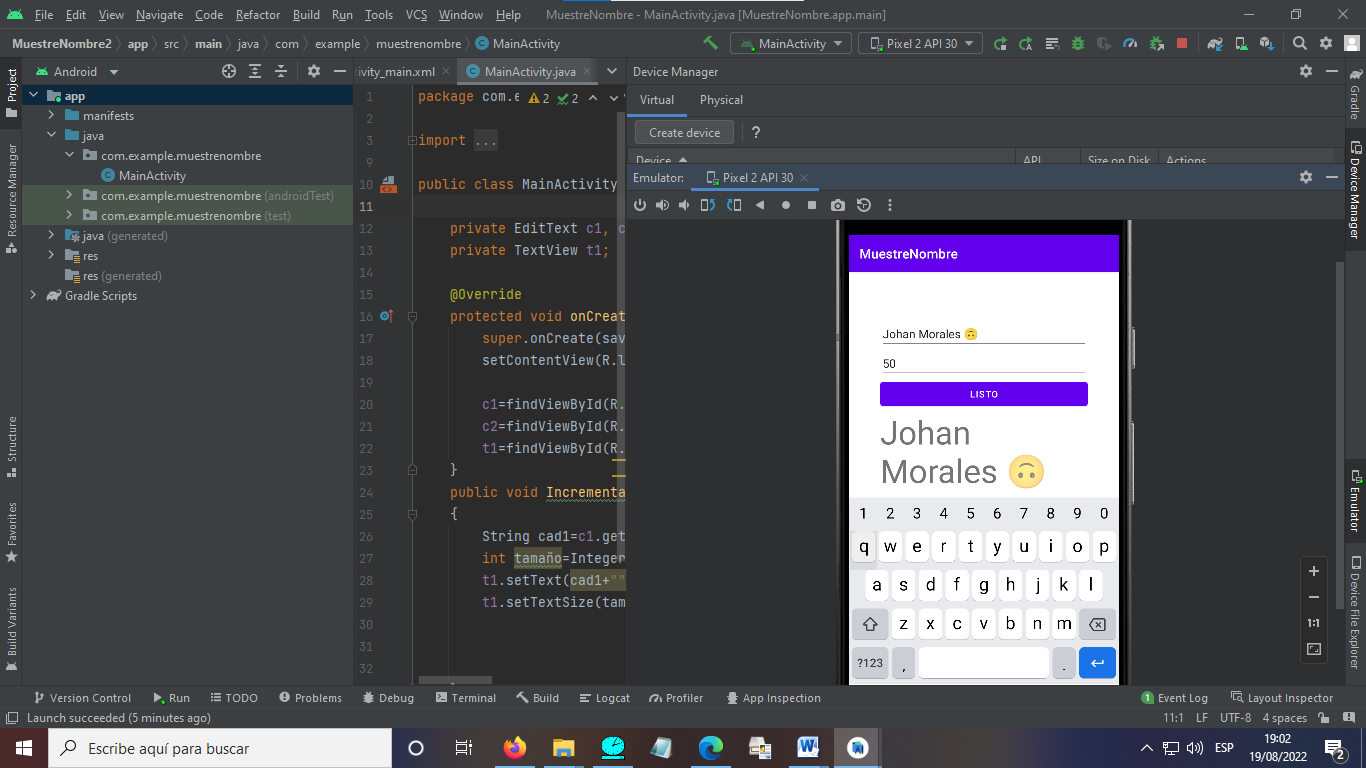 File Edit View Navigate Code Refactor Build Run Tools VCS Window Help MuestreNombre - MainActivity.java [MuestreNombre.app.main]
MuestreNombre2 app src main java com example muestrenombre MainActivity MainActivity Pixel 2 API 30
Android
ivity_main.xml MainActivity.java
Device Manager
Virtual Physical
Create device ?
Device API Size on Disk Actions
Emulator: Pixel 2 API 30
Project
Resource Manager
Structure
Favorites
Build Variants
app
manifests
java
com.example.muestrenombre
MainActivity
com.example.muestrenombre (androidTest)
com.example.muestrenombre (test)
java (generated)
res
res (generated)
Gradle Scripts
2 2
1 package com.e
2
3 import ...
9
10 public class MainActivity
11
12 private EditText c1, c
13 private TextView t1;
14
15 @Override
16 protected void onCreat
17 super.onCreate(sav
18 setContentView(R.l
19
20 c1=findViewById(R.
21 c2=findViewById(R.
22 t1=findViewById(R.
23 }
24 public void Incrementa
25 {
26 String cad1=c1.get
27 int tamaño=Integer
28 t1.setText(cad1+""
29 t1.setTextSize(tam
30
31
32
MuestreNombre
Johan Morales 🙃
50
LISTO
Johan
Morales 🙃
1 2 3 4 5 6 7 8 9 0
q w e r t y u i o p
a s d f g h j k l
z x c v b n m
?123 , .
1:1
Gradle
Device Manager
Emulator
Device File Explorer
Version Control Run TODO Problems Debug Terminal Build Logcat Profiler App Inspection 1 Event Log Layout Inspector
Launch succeeded (5 minutes ago) 11:1 LF UTF-8 4 spaces
Escribe aquí para buscar
ESP
19:02
19/08/2022
2